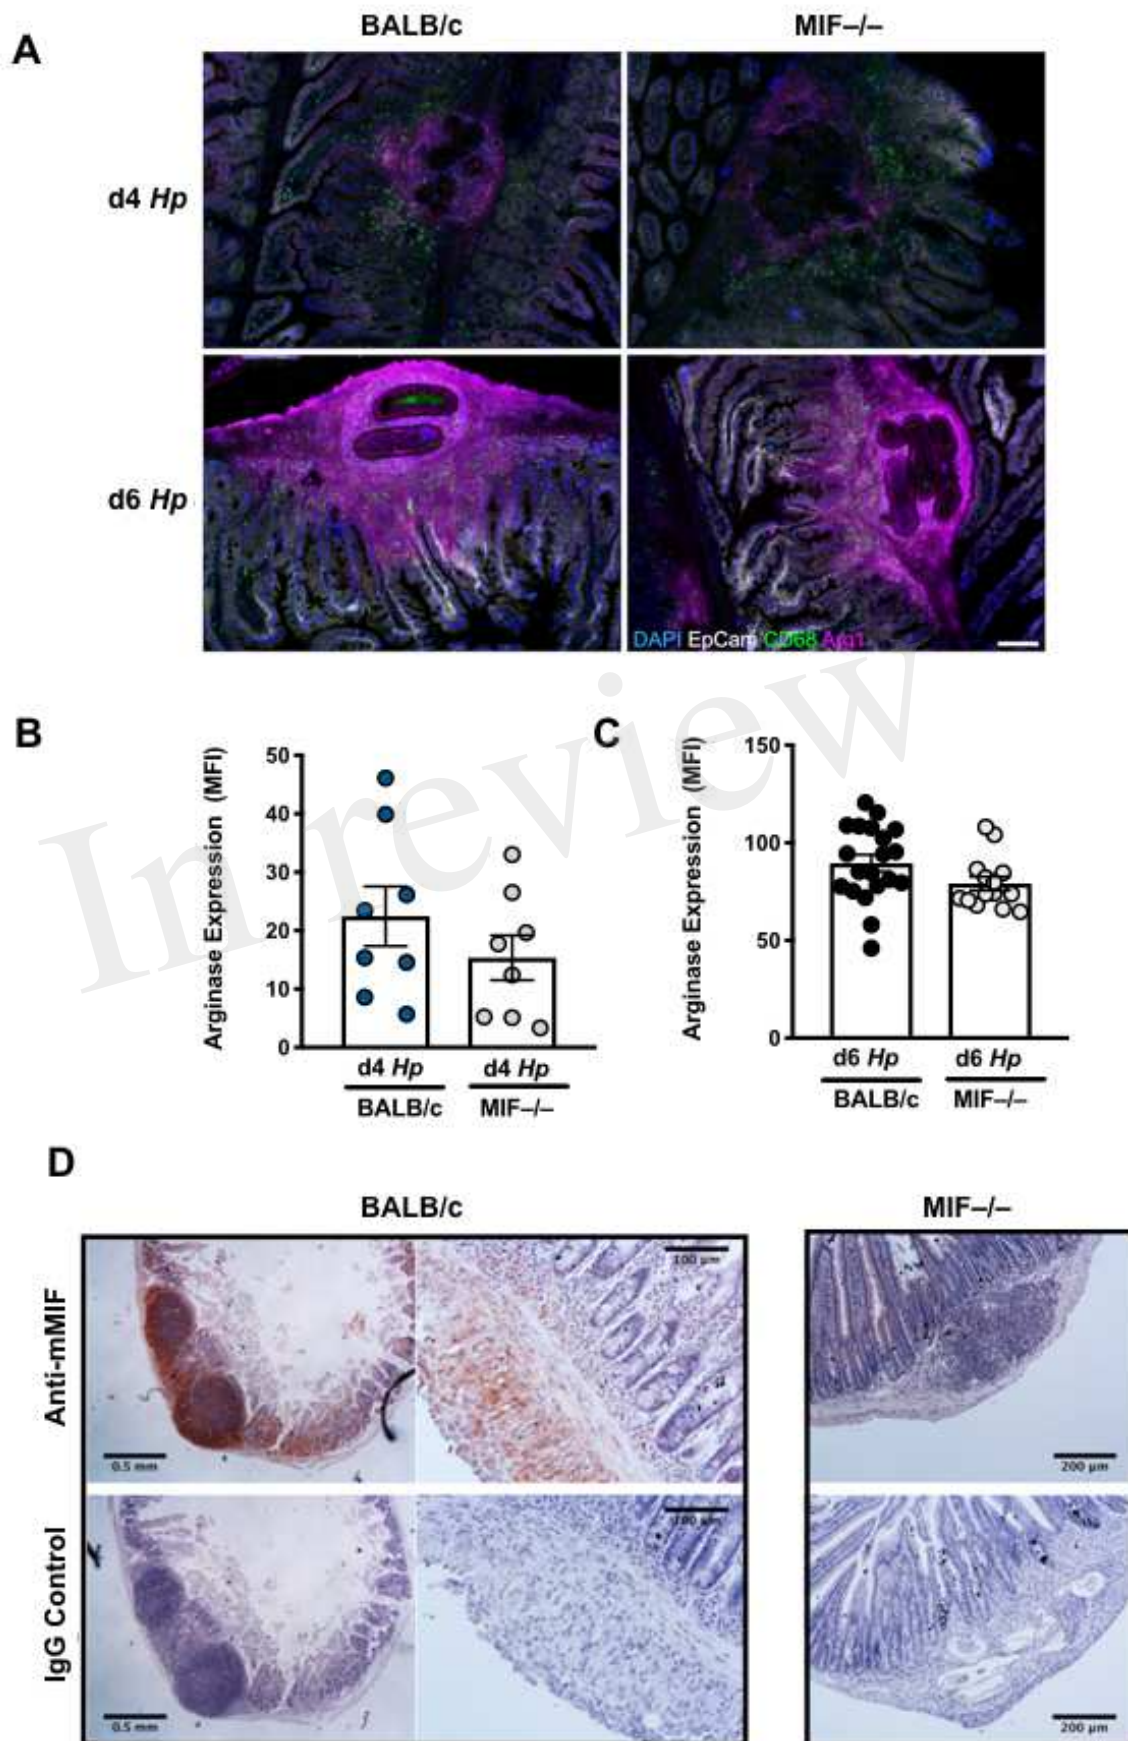 A
BALB/c
MIF–/–
d4 Hp
d6 Hp
DAPI EpCam CD68 Arg1
In review
B
Arginase Expression (MFI)
50
40
30
20
10
0
d4 Hp
d4 Hp
BALB/c
MIF–/–
C
Arginase Expression (MFI)
150
100
50
0
d6 Hp
d6 Hp
BALB/c
MIF–/–
D
BALB/c
MIF–/–
Anti-mMIF
0.5 mm
100 µm
200 µm
IgG Control
0.5 mm
100 µm
200 µm